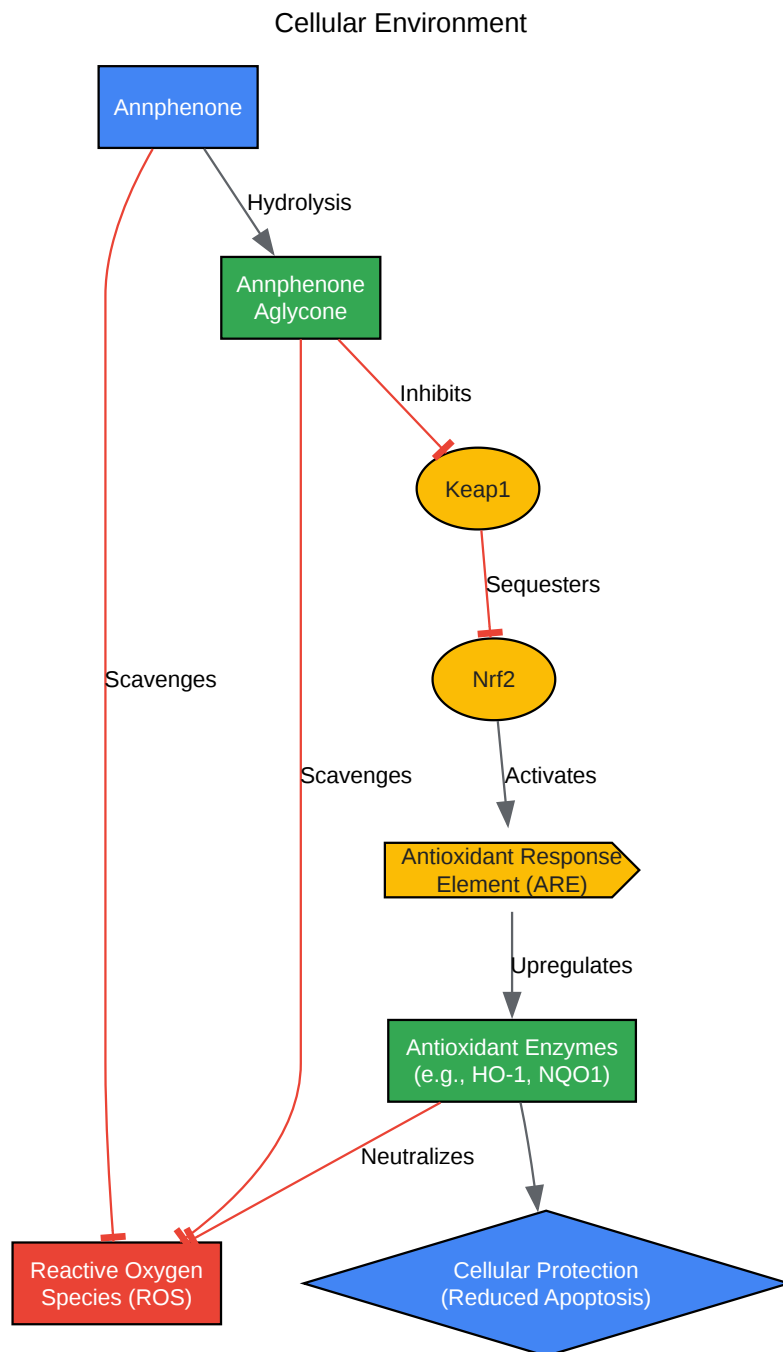 Cellular Environment
Annphenone
Hydrolysis
Annphenone
Aglycone
Inhibits
Keap1
Sequesters
Nrf2
Scavenges
Scavenges
Activates
Antioxidant Response
Element (ARE)
Upregulates
Antioxidant Enzymes
(e.g., HO-1, NQO1)
Neutralizes
Reactive Oxygen
Species (ROS)
Cellular Protection
(Reduced Apoptosis)